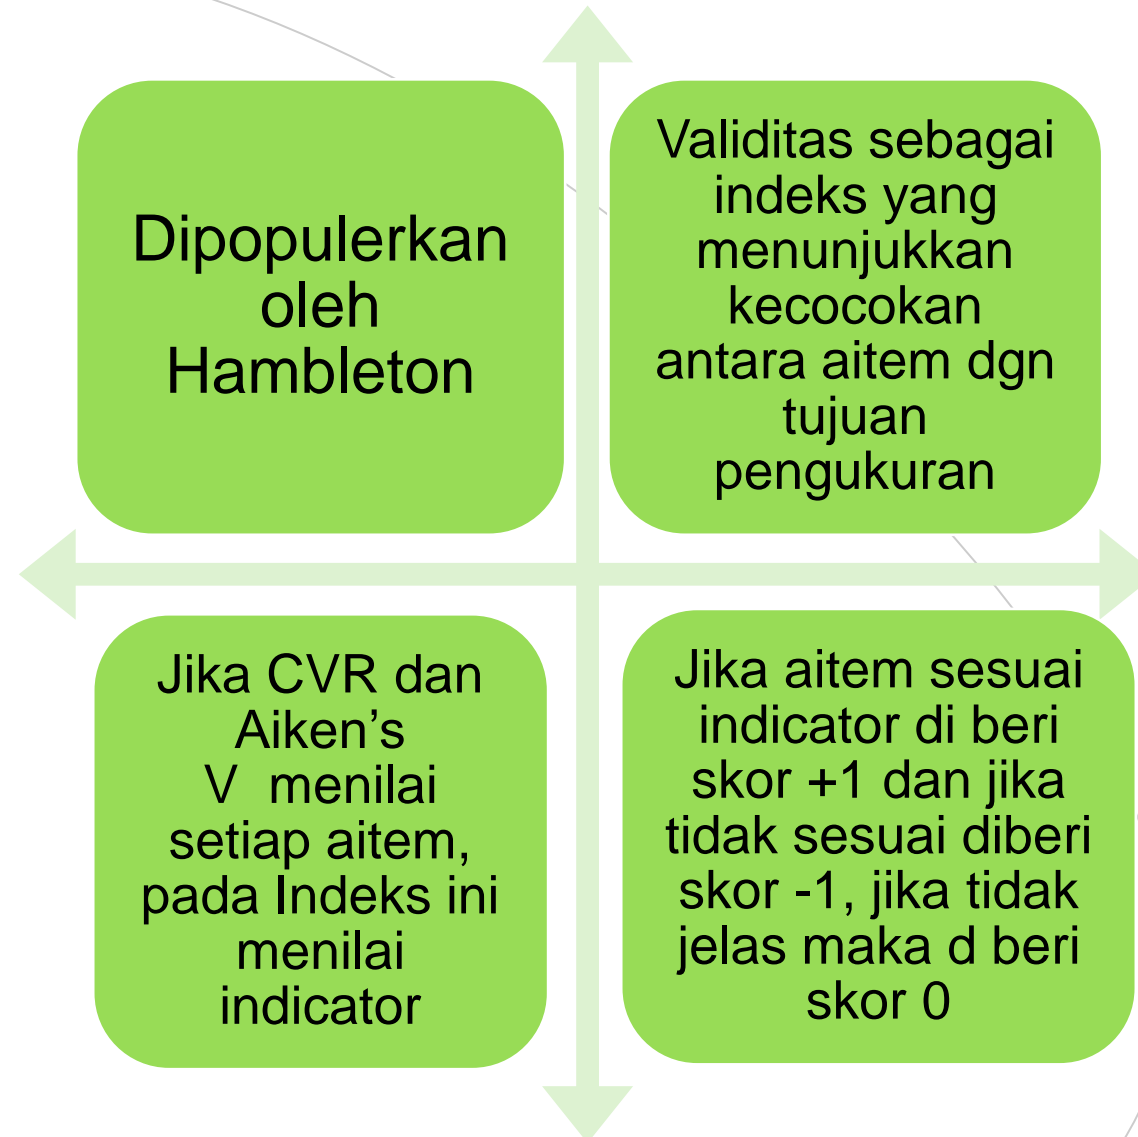 Dipopulerkan
oleh
Hambleton
Validitas sebagai
indeks yang
menunjukkan
kecocokan
antara aitem dgn
tujuan
pengukuran
Jika CVR dan
Aiken’s
V  menilai
setiap aitem,
pada Indeks ini
menilai
indicator
Jika aitem sesuai
indicator di beri
skor +1 dan jika
tidak sesuai diberi
skor -1, jika tidak
jelas maka d beri
skor 0